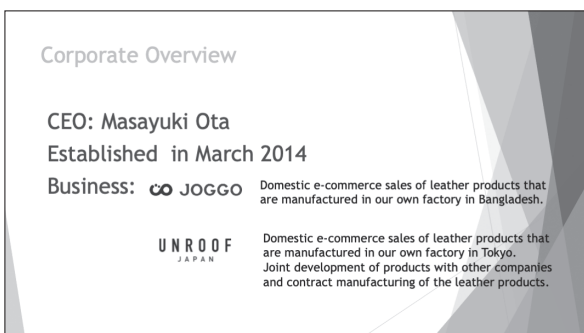 Corporate Overview
CEO: Masayuki Ota
Established in March 2014
Business: JOGGO
Domestic e-commerce sales of leather products that
are manufactured in our own factory in Bangladesh.
UNROOF
JAPAN
Domestic e-commerce sales of leather products that
are manufactured in our own factory in Tokyo.
Joint development of products with other companies
and contract manufacturing of the leather products.